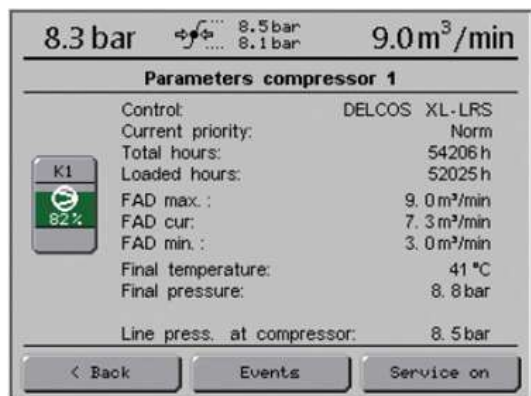 8.3 bar 8.5 bar 9.0 m³/min
8.1 bar
Parameters compressor 1
Control: DELCOS XL-LRS
Current priority: Norm
Total hours: 54206 h
Loaded hours: 52025 h
K1
82 %
FAD max. : 9. 0 m³/min
FAD cur: 7. 3 m³/min
FAD min. : 3. 0 m³/min
Final temperature: 41 °C
Final pressure: 8. 8 bar
Line press. at compressor: 8. 5 bar
< Back Events Service on